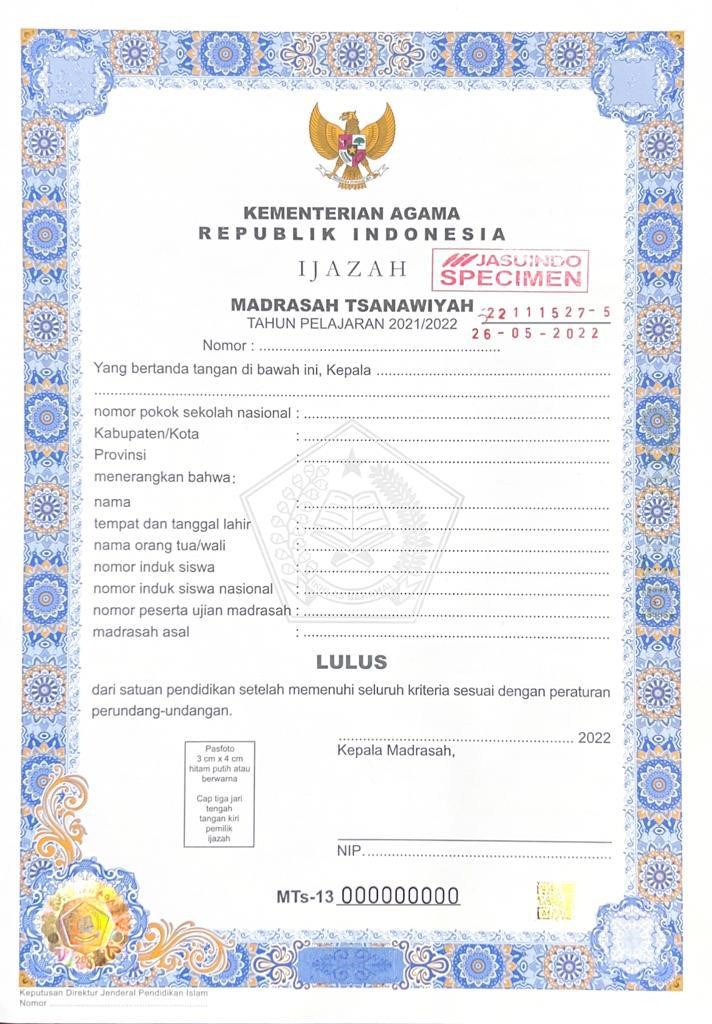 KEMENTERIAN AGAMA
REPUBLIK INDONESIA
IJAZAH
JASUINDO
SPECIMEN
MADRASAH TSANAWIYAH
22111527-5
TAHUN PELAJARAN 2021/2022
26-05-2022
Nomor : ....................................................
Yang bertanda tangan di bawah ini, Kepala ....................................................
....................................................
nomor pokok sekolah nasional : ....................................................
Kabupaten/Kota : ....................................................
Provinsi : ....................................................
menerangkan bahwa:
nama : ....................................................
tempat dan tanggal lahir : ....................................................
nama orang tua/wali : ....................................................
nomor induk siswa : ....................................................
nomor induk siswa nasional : ....................................................
nomor peserta ujian madrasah : ....................................................
madrasah asal : ....................................................
LULUS
dari satuan pendidikan setelah memenuhi seluruh kriteria sesuai dengan peraturan
perundang-undangan.
.................................................... 2022
Kepala Madrasah,
Pasfoto
3 cm x 4 cm
hitam putih atau
berwarna
Cap tiga jari
tengah
tangan kiri
pemilik
ijazah
NIP.....................................................
MTs-13 000000000
Keputusan Direktur Jenderal Pendidikan Islam
Nomor ....................................................